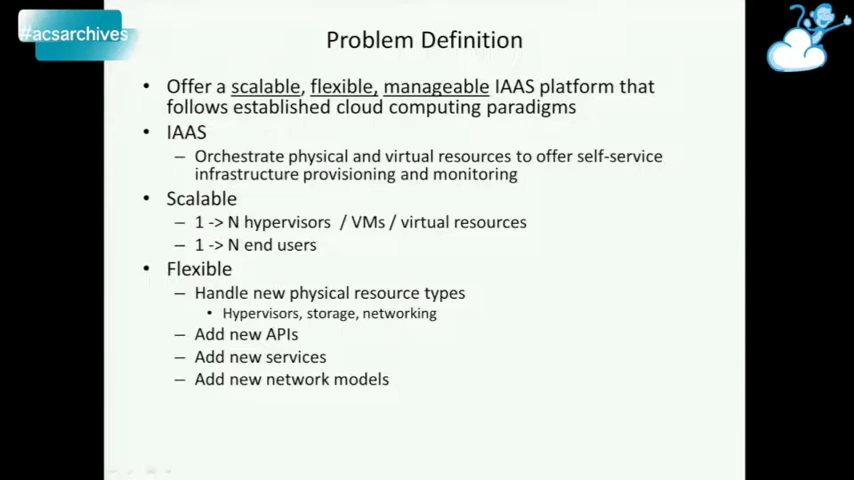 #acsarchives
Problem Definition
• Offer a scalable, flexible, manageable IAAS platform that
follows established cloud computing paradigms
• IAAS
– Orchestrate physical and virtual resources to offer self-service
infrastructure provisioning and monitoring
• Scalable
– 1 -> N hypervisors / VMs / virtual resources
– 1 -> N end users
• Flexible
– Handle new physical resource types
• Hypervisors, storage, networking
– Add new APIs
– Add new services
– Add new network models